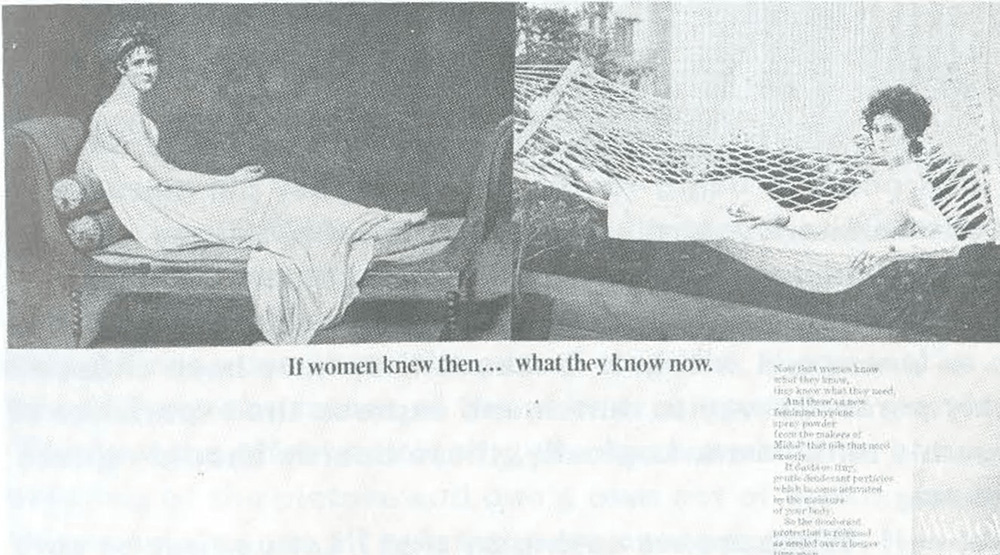 If women knew then... what they know now.
Now that women know
what they know,
they know what they need.
And there's a new
feminine hygiene
spray powder
from the makers of
Midol that fills that need
exactly.
It dusts on tiny,
gentle deodorant particles
which become activated
by the moisture
of your body.
So the deodorant
protection is released
as needed over a longer